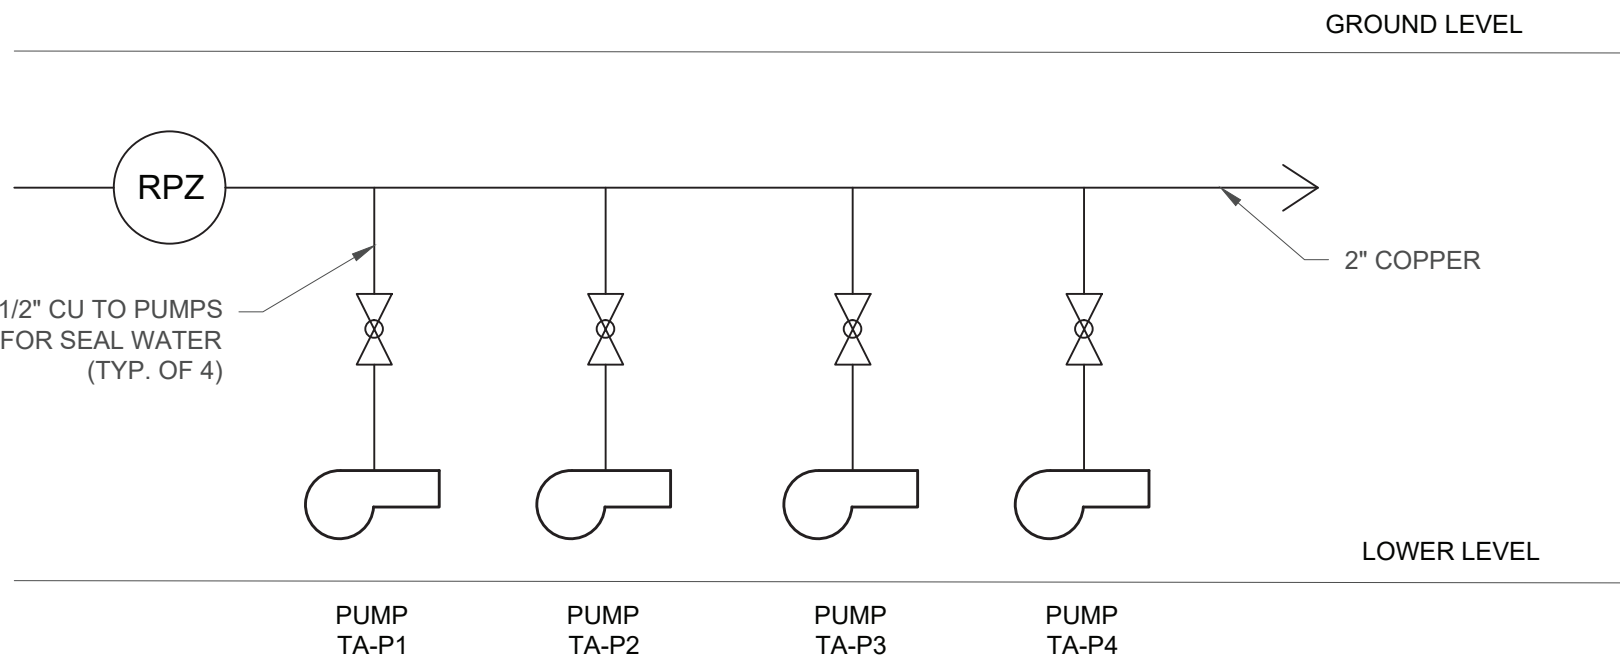 GROUND LEVEL
RPZ
2" COPPER
1/2" CU TO PUMPS
FOR SEAL WATER
(TYP. OF 4)
LOWER LEVEL
PUMP
TA-P1
PUMP
TA-P2
PUMP
TA-P3
PUMP
TA-P4